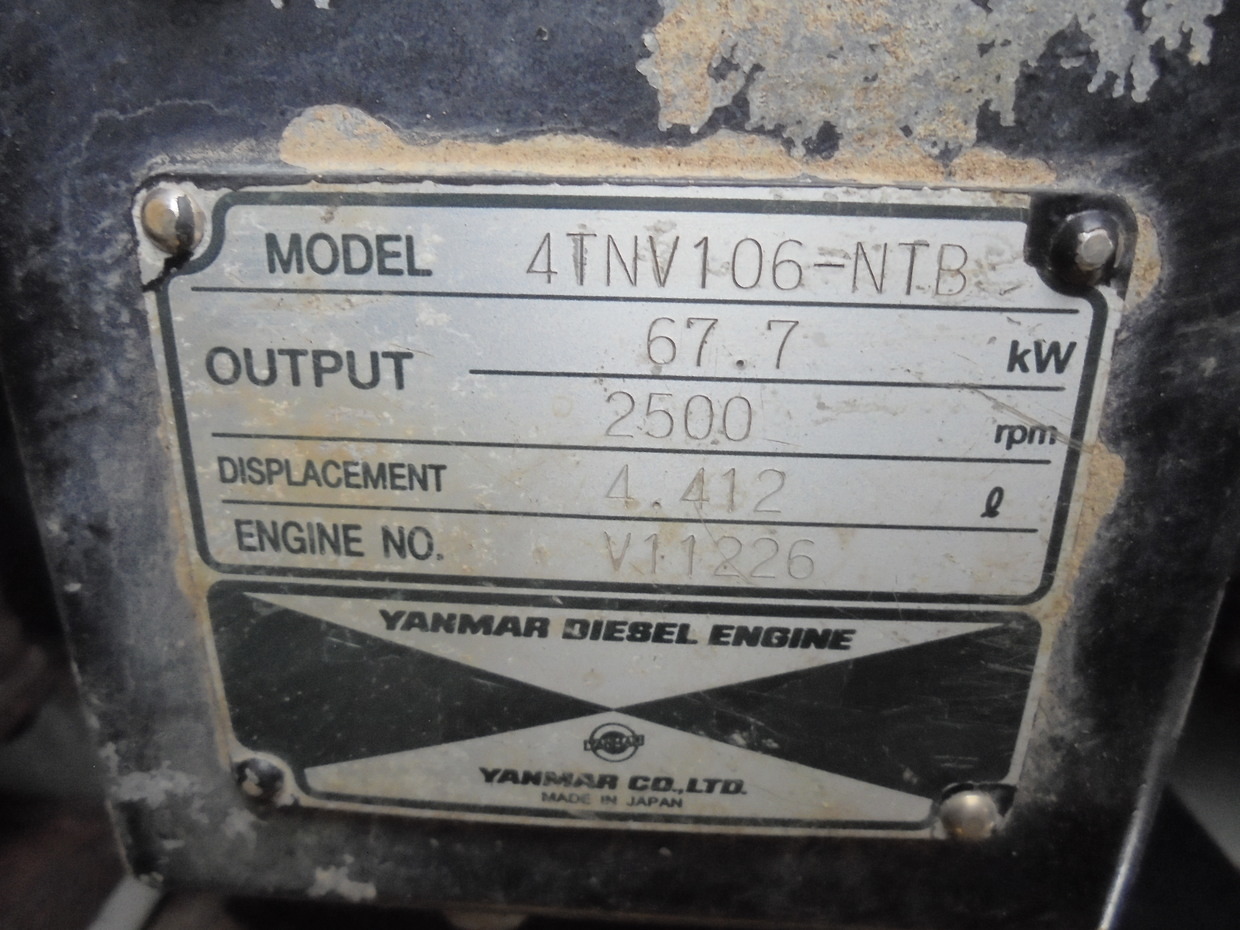 MODEL 4TNV106-NTB
OUTPUT 67.7 kW
2500 rpm
DISPLACEMENT 4.412 ℓ
ENGINE NO. V11226
YANMAR DIESEL ENGINE
YANMAR
YANMAR CO.,LTD.
MADE IN JAPAN